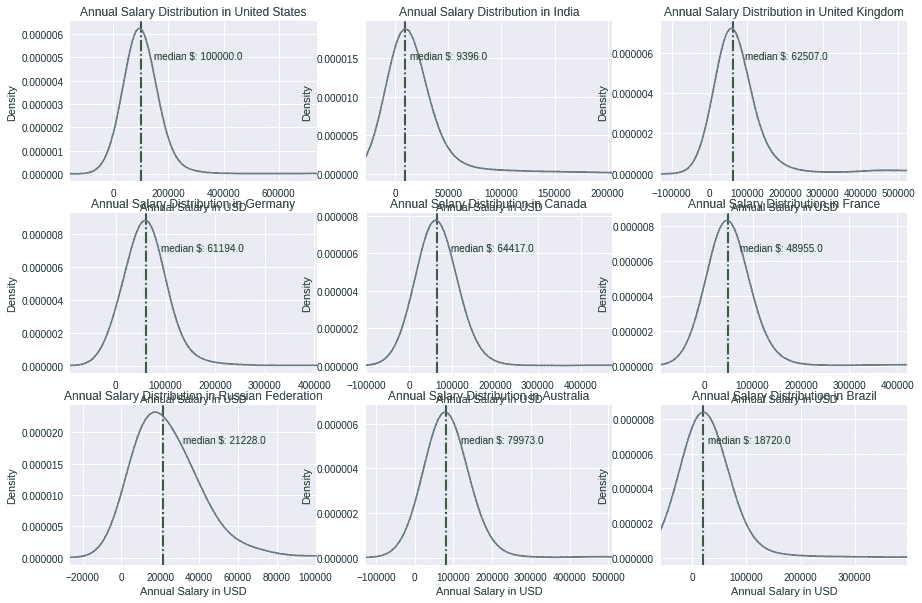 Annual Salary Distribution in United States
Density
0.000006
0.000005
0.000004
0.000003
0.000002
0.000001
0.000000
median $: 100000.0
0 200000 400000 600000
Annual Salary Distribution in India
Density
0.000015
0.000010
0.000005
0.000000
median $: 9396.0
0 50000 100000 150000 200000
Annual Salary in USD
Annual Salary Distribution in United Kingdom
Density
0.000006
0.000004
0.000002
0.000000
median $: 62507.0
−100000 0 100000 200000 300000 400000 500000
Annual Salary in USD
Annual Salary in USD
Annual Salary Distribution in Germany
Density
0.000008
0.000006
0.000004
0.000002
0.000000
median $: 61194.0
0 100000 200000 300000 400000
Annual Salary Distribution in Canada
Density
0.000008
0.000006
0.000004
0.000002
0.000000
median $: 64417.0
−100000 0 100000 200000 300000 400000
Annual Salary in USD
Annual Salary Distribution in France
Density
0.000008
0.000006
0.000004
0.000002
0.000000
median $: 48955.0
0 100000 200000 300000 400000
Annual Salary in USD
Annual Salary in USD
Annual Salary Distribution in Russian Federation
Density
0.000020
0.000015
0.000010
0.000005
0.000000
median $: 21228.0
−20000 0 20000 40000 60000 80000 100000
Annual Salary in USD
Annual Salary Distribution in Australia
Density
0.000006
0.000004
0.000002
0.000000
median $: 79973.0
−100000 0 100000 200000 300000 400000 500000
Annual Salary in USD
Annual Salary Distribution in Brazil
Density
0.000008
0.000006
0.000004
0.000002
0.000000
median $: 18720.0
0 100000 200000 300000
Annual Salary in USD